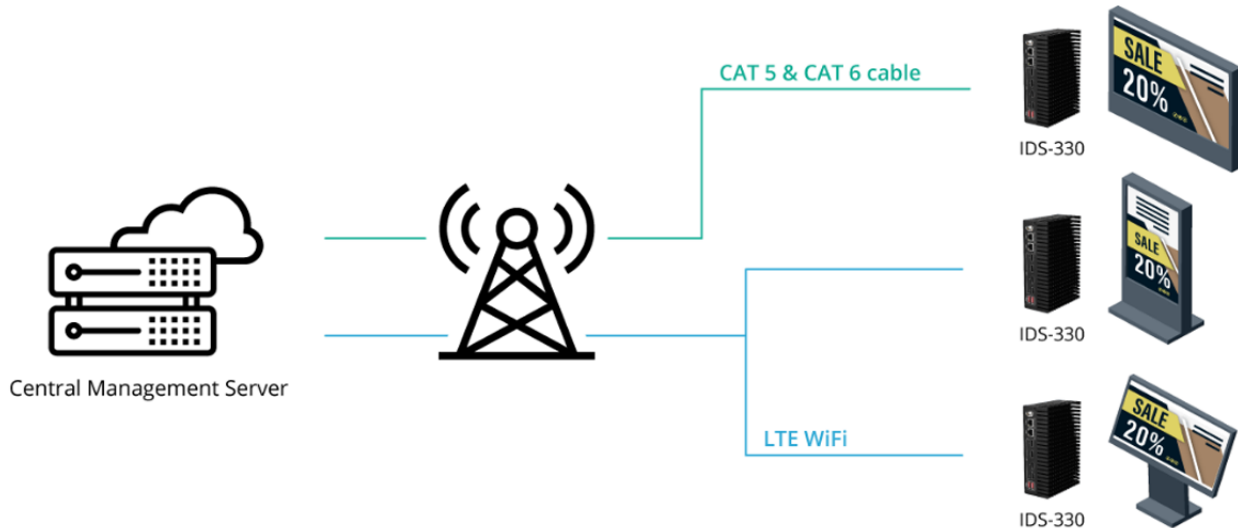 CAT 5 & CAT 6 cable
SALE
20%
IDS-330
SALE
20%
IDS-330
Central Management Server
LTE WiFi
SALE
20%
IDS-330